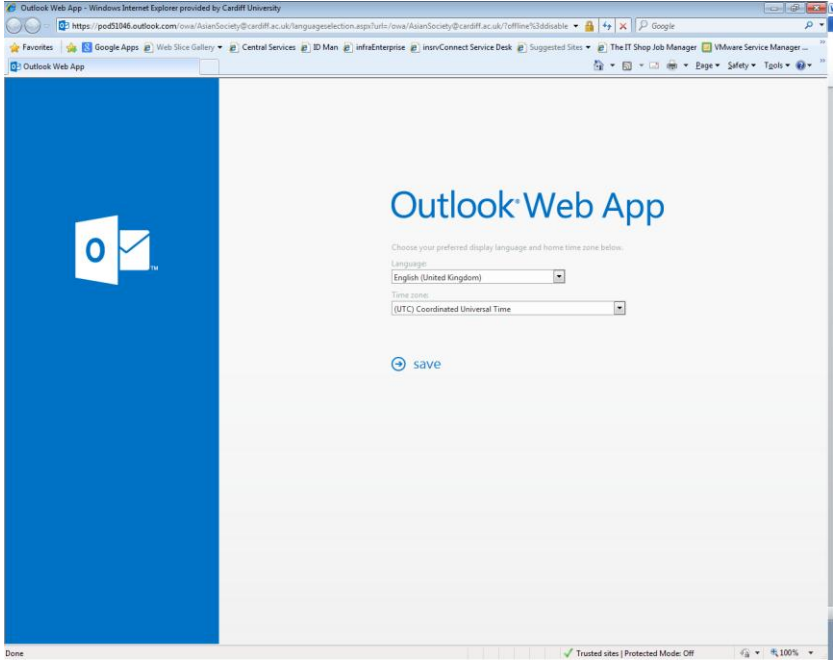 Outlook Web App - Windows Internet Explorer provided by Cardiff University
https://pod51046.outlook.com/owa/AsianSociety@cardiff.ac.uk/languageselection.aspx?url=/owa/AsianSociety@cardiff.ac.uk/?offline%3ddisable
Google
Favorites Google Apps Web Slice Gallery Central Services ID Man infraEnterprise insrvConnect Service Desk Suggested Sites The IT Shop Job Manager VMware Service Manager ...
Outlook Web App Page Safety Tools
Outlook Web App
O
TM
Choose your preferred display language and home time zone below.
Language:
English (United Kingdom)
Time zone:
(UTC) Coordinated Universal Time
save
Done Trusted sites | Protected Mode: Off 100%